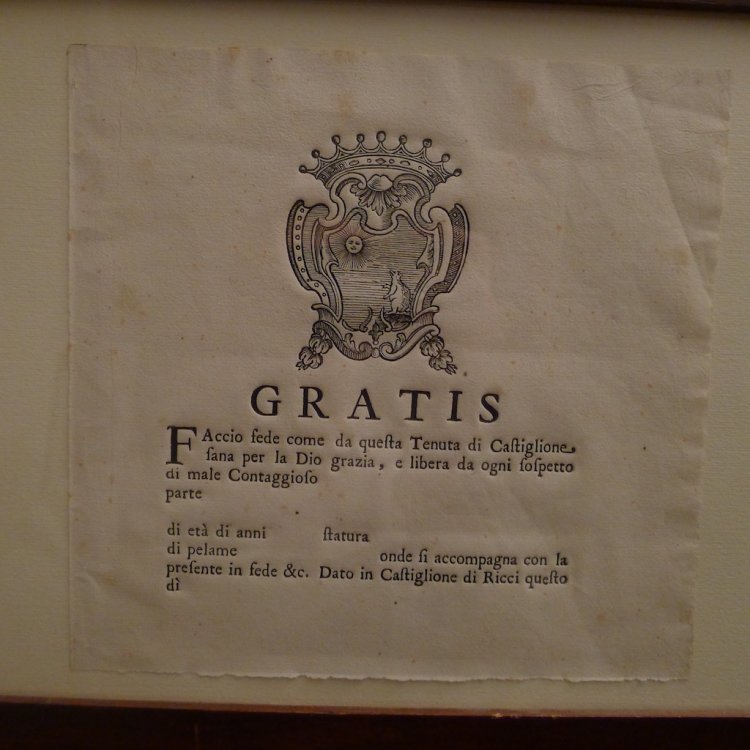 GRATIS
FAccio fede come da queſta Tenuta di Caſtiglione,
ſana per la Dio grazia, e libera da ogni ſoſpetto
di male Contaggioſo
parte
di età di anni ſtatura
di pelame onde ſi accompagna con la
preſente in fede &c. Dato in Caſtiglione di Ricci queſto
dì